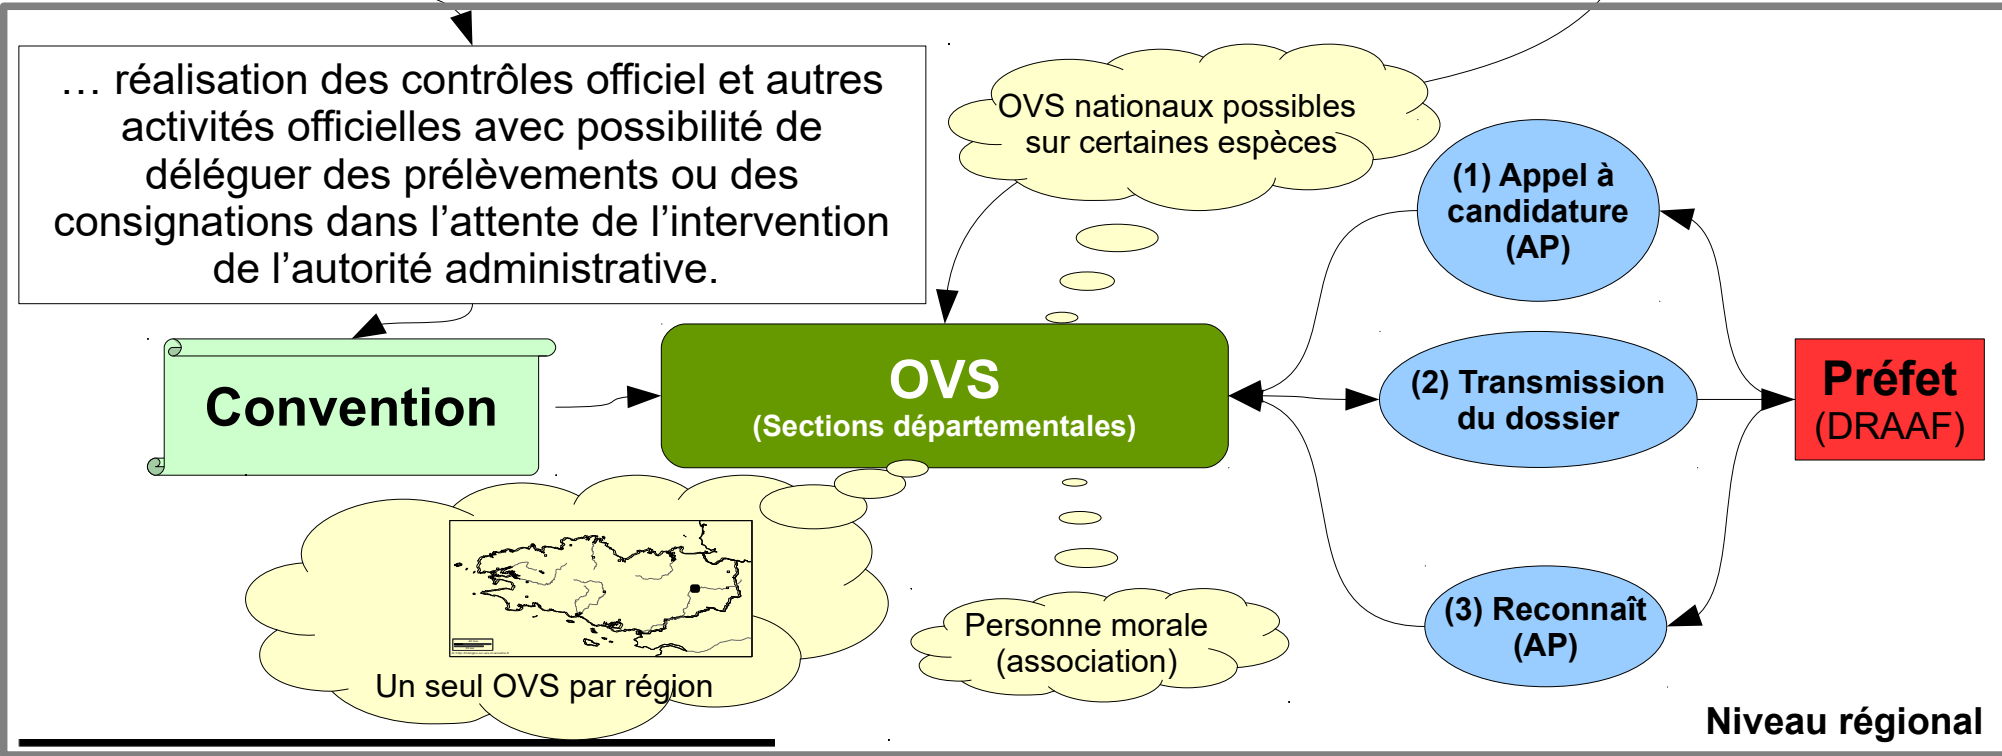 … réalisation des contrôles officiel et autres
activités officielles avec possibilité de
déléguer des prélèvements ou des
consignations dans l’attente de l’intervention
de l’autorité administrative.
OVS nationaux possibles
sur certaines espèces
(1) Appel à
candidature
(AP)
Convention
OVS
(Sections départementales)
(2) Transmission
du dossier
Préfet
(DRAAF)
Un seul OVS par région
Personne morale
(association)
(3) Reconnaît
(AP)
Niveau régional